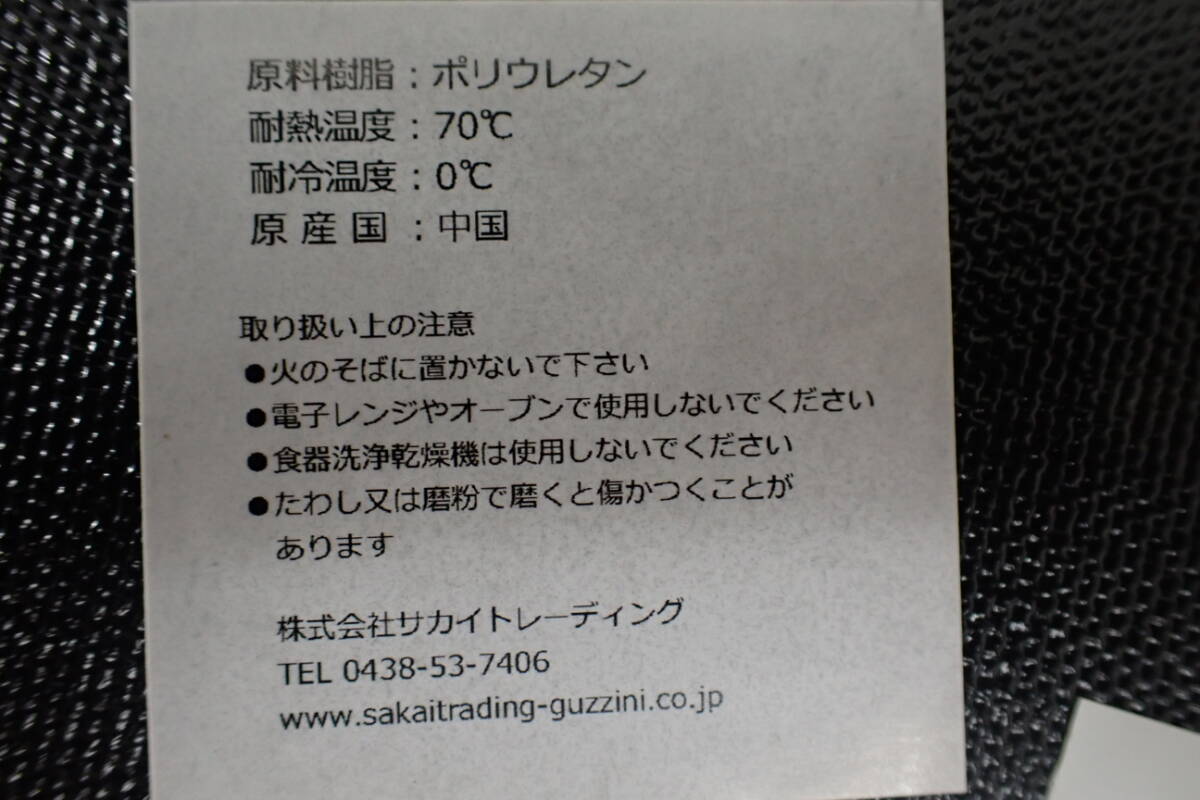 原料樹脂：ポリウレタン
耐熱温度：70℃
耐冷温度：0℃
原 産 国 ：中国
取り扱い上の注意
●火のそばに置かないで下さい
●電子レンジやオーブンで使用しないでください
●食器洗浄乾燥機は使用しないでください
●たわし又は磨粉で磨くと傷かつくことが
あります
株式会社サカイトレーディング
TEL 0438-53-7406
www.sakaitrading-guzzini.co.jp